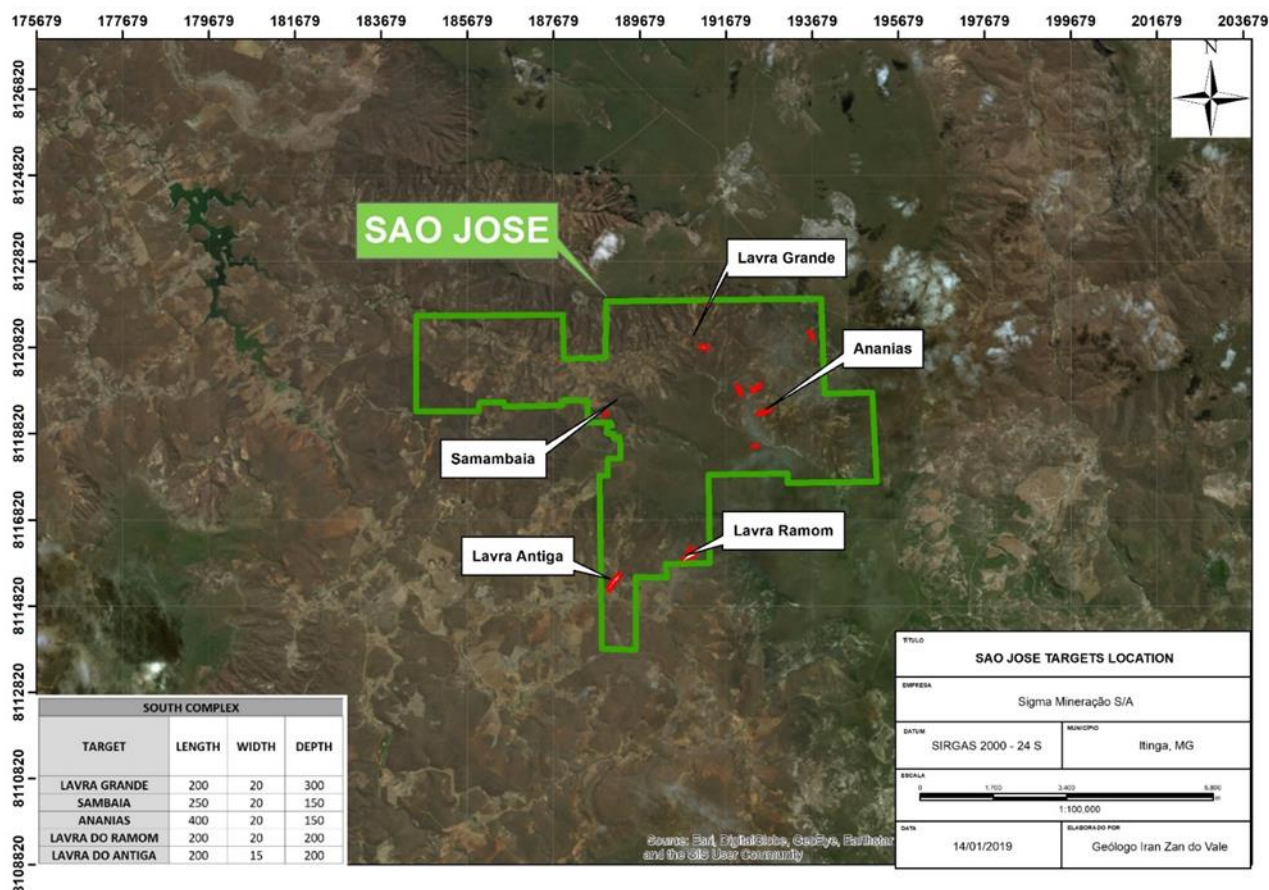 175679 177679 179679 181679 183679 185679 187679 189679 191679 193679 195679 197679 199679 201679 203679
8126820
8124820
8122820
8120820
8118820
8116820
8114820
8112820
8110820
8108820
N
SAO JOSE
Lavra Grande
Ananias
Samambaia
Lavra Ramom
Lavra Antiga
SOUTH COMPLEX
TARGET LENGTH WIDTH DEPTH
LAVRA GRANDE 200 20 300
SAMBAIA 250 20 150
ANANIAS 400 20 150
LAVRA DO RAMOM 200 20 200
LAVRA DO ANTIGA 200 15 200
Source: Esri, DigitalGlobe, GeoEye, Earthstar
and the GIS User Community
TÍTULO
SAO JOSE TARGETS LOCATION
EMPRESA
Sigma Mineração S/A
DATUM
SIRGAS 2000 - 24 S
MUNICÍPIO
Itinga, MG
ESCALA
0 1.700 3.400 6.800
m
1:100,000
DATA
14/01/2019
ELABORADO POR
Geólogo Iran Zan do Vale